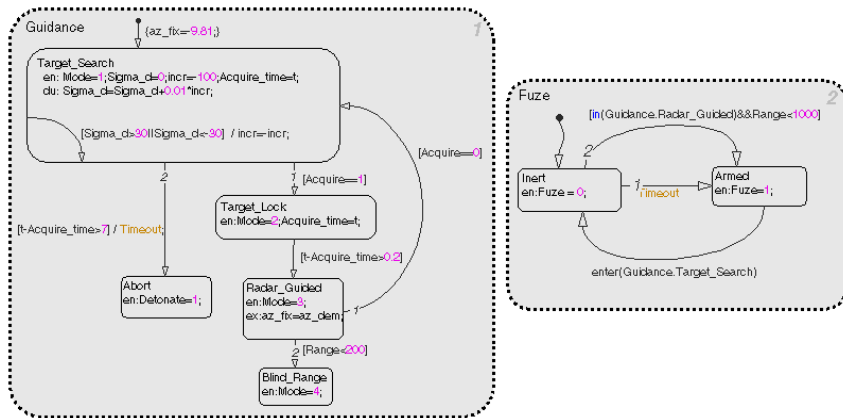 Guidance
1
{az_fix=-9.81;}
Target_Search
en: Mode=1;Sigma_d=0;incr=-100;Acquire_time=t;
du: Sigma_d=Sigma_d+0.01*incr;
[Sigma_d>30||Sigma_d<-30] / incr=-incr;
[Acquire==0]
2
1
[Acquire==1]
Target_Lock
en:Mode=2;Acquire_time=t;
[t-Acquire_time>7] / Timeout;
[t-Acquire_time>0.2]
Abort
en:Detonate=1;
Radar_Guided
en:Mode=3;
ex:az_fix=az_dem;
1
2
[Range<200]
Blind_Range
en:Mode=4;
Fuze
2
[in(Guidance.Radar_Guided)&&Range<1000]
2
Inert
en:Fuze = 0;
1
Timeout
Armed
en:Fuze=1;
enter(Guidance.Target_Search)